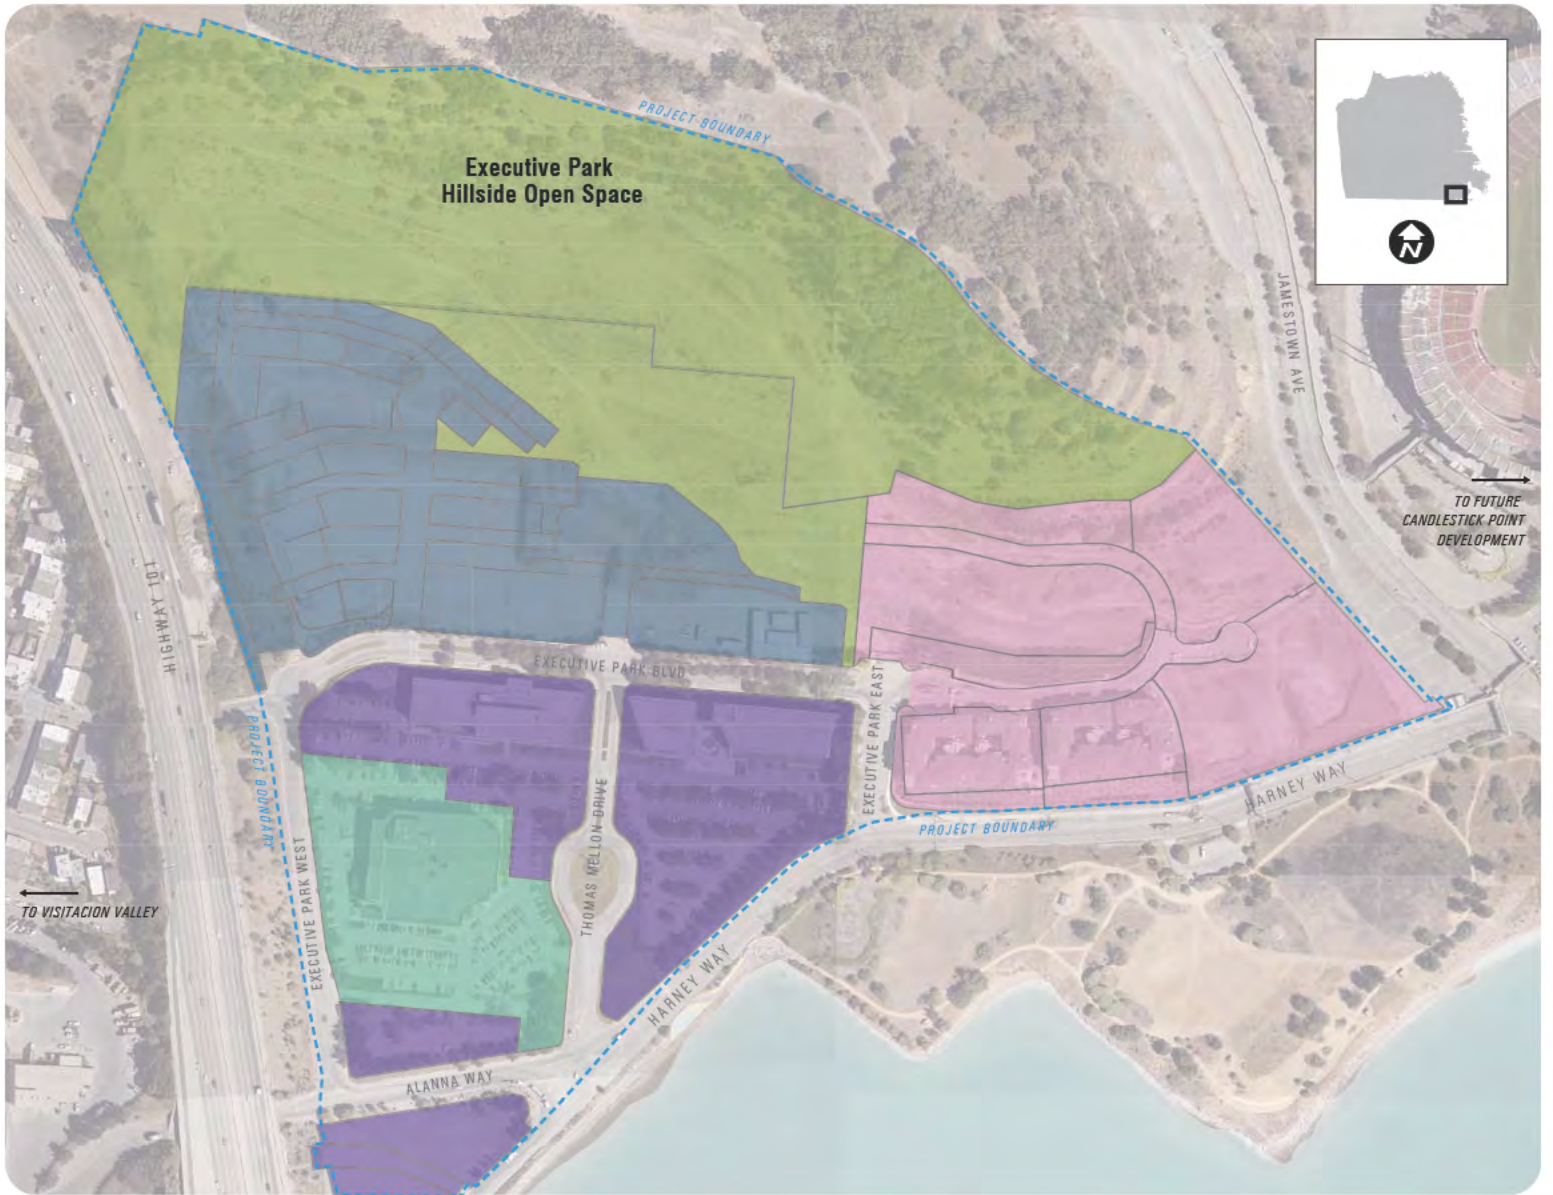 PROJECT BOUNDARY
Executive Park
Hillside Open Space
N
JAMESTOWN AVE
TO FUTURE
CANDLESTICK POINT
DEVELOPMENT
HIGHWAY 101
EXECUTIVE PARK BLVD
EXECUTIVE PARK EAST
PROJECT BOUNDARY
THOMAS MELLON DRIVE
HARNEY WAY
PROJECT BOUNDARY
EXECUTIVE PARK WEST
TO VISITACION VALLEY
HARNEY WAY
ALANNA WAY